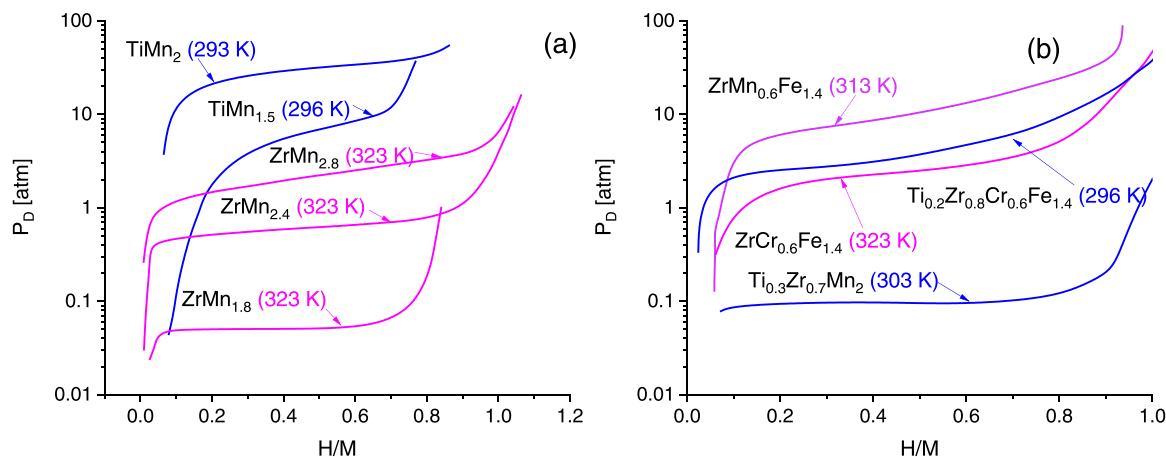 100
10
1
0.1
0.01
P_D [atm]
0.0
0.2
0.4
0.6
0.8
1.0
1.2
H/M
(a)
TiMn₂ (293 K)
TiMn₁.₅ (296 K)
ZrMn₂.₈ (323 K)
ZrMn₂.₄ (323 K)
ZrMn₁.₈ (323 K)
100
10
1
0.1
0.01
P_D [atm]
0.0
0.2
0.4
0.6
0.8
1.0
H/M
(b)
ZrMn₀.₆Fe₁.₄ (313 K)
Ti₀.₂Zr₀.₈Cr₀.₆Fe₁.₄ (296 K)
ZrCr₀.₆Fe₁.₄ (323 K)
Ti₀.₃Zr₀.₇Mn₂ (303 K)